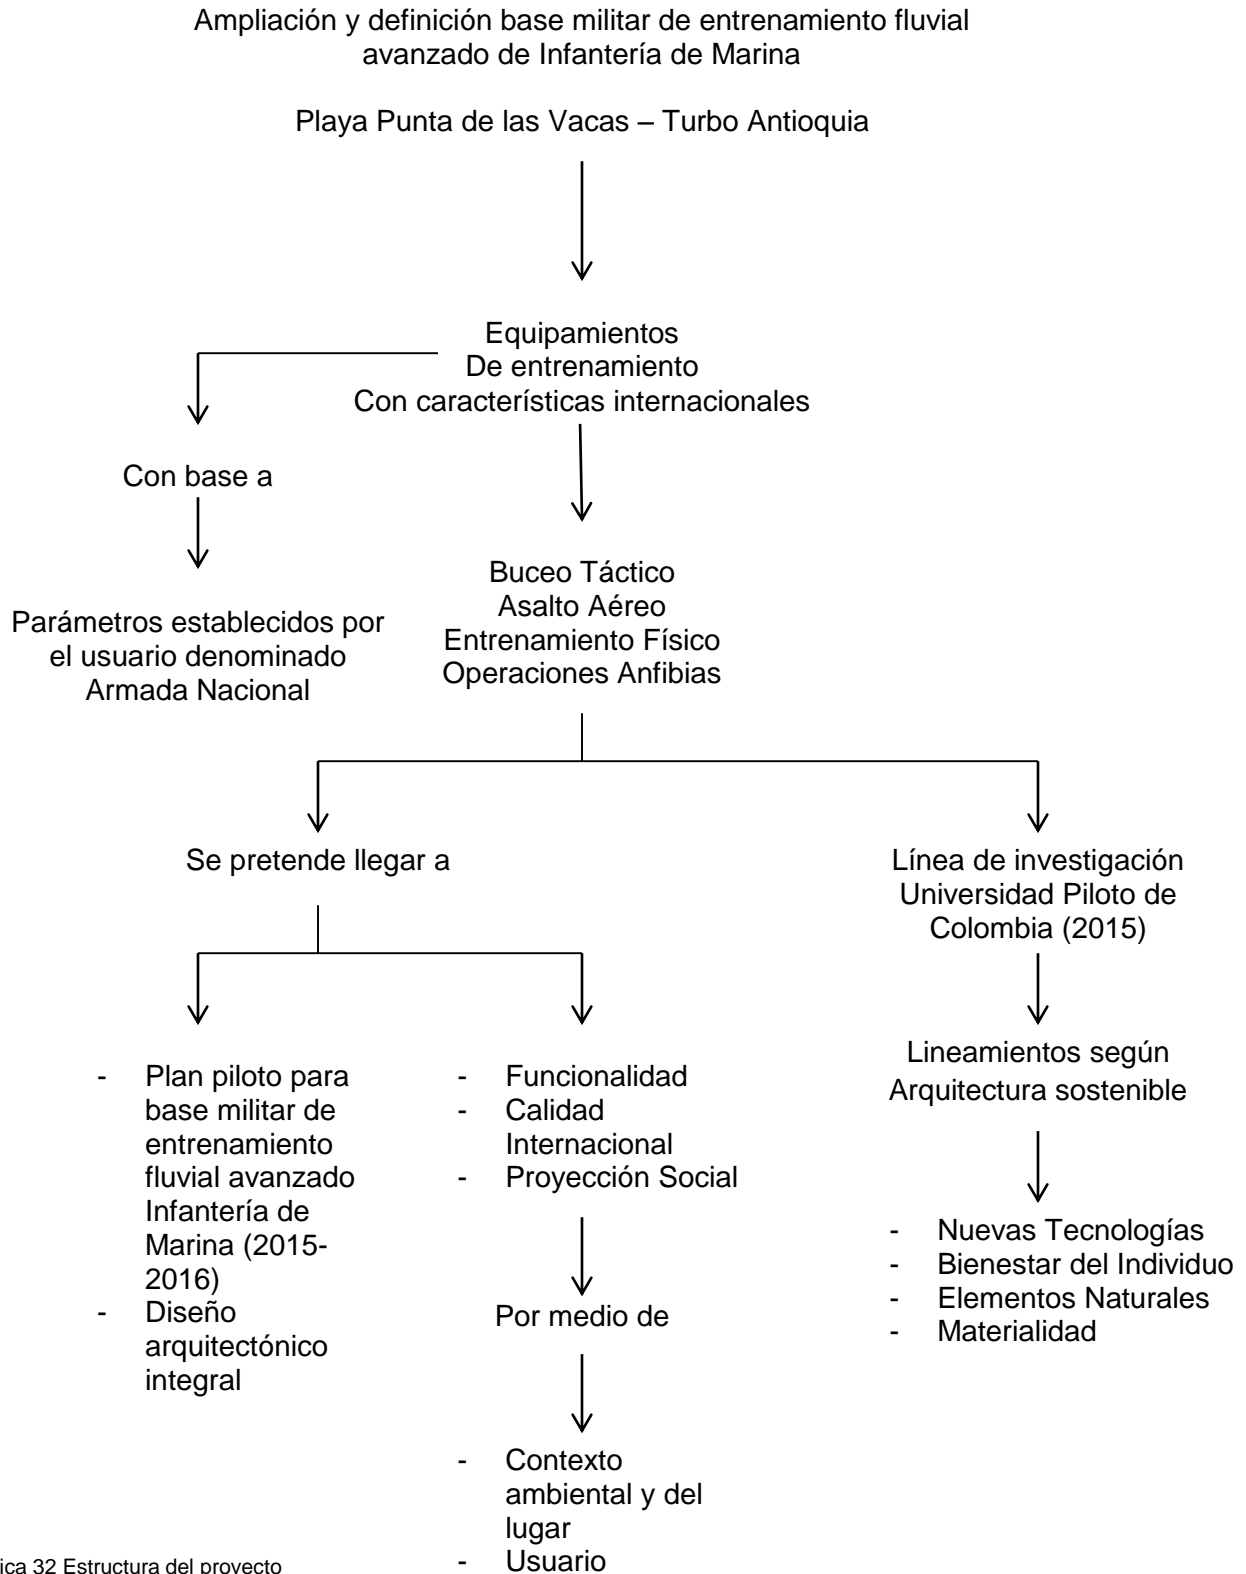 Ampliación y definición base militar de entrenamiento fluvial
avanzado de Infantería de Marina
Playa Punta de las Vacas – Turbo Antioquia
Equipamientos
De entrenamiento
Con características internacionales
Con base a
Parámetros establecidos por
el usuario denominado
Armada Nacional
Buceo Táctico
Asalto Aéreo
Entrenamiento Físico
Operaciones Anfibias
Se pretende llegar a
Línea de investigación
Universidad Piloto de
Colombia (2015)
- Plan piloto para
base militar de
entrenamiento
fluvial avanzado
Infantería de
Marina (2015-
2016)
- Diseño
arquitectónico
integral
- Funcionalidad
- Calidad
Internacional
- Proyección Social
Por medio de
- Contexto
ambiental y del
lugar
- Usuario
Lineamientos según
Arquitectura sostenible
- Nuevas Tecnologías
- Bienestar del Individuo
- Elementos Naturales
- Materialidad
ica 32 Estructura del proyecto